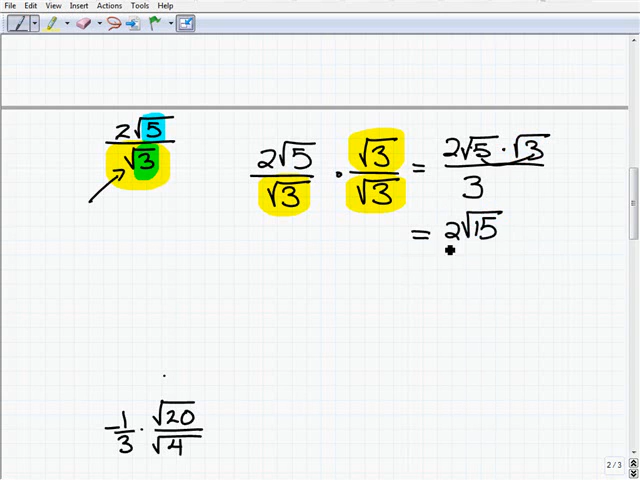 File Edit View Insert Actions Tools Help
2√5 / √3
2√5 / √3 · √3 / √3 = 2√5 · √3 / 3
= 2√15
-1/3 · √20 / √4
2 / 3